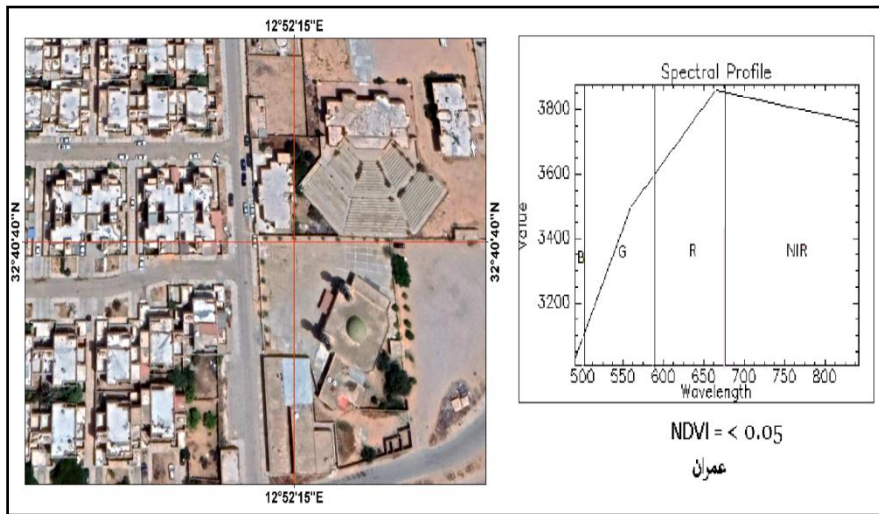 12°52'15"E
32°40'40"N
32°40'40"N
12°52'15"E
Spectral Profile
3800
3600
3400
3200
Value
B
G
R
NIR
500 550 600 650 700 750 800
Wavelength
NDVI = < 0.05
عمران